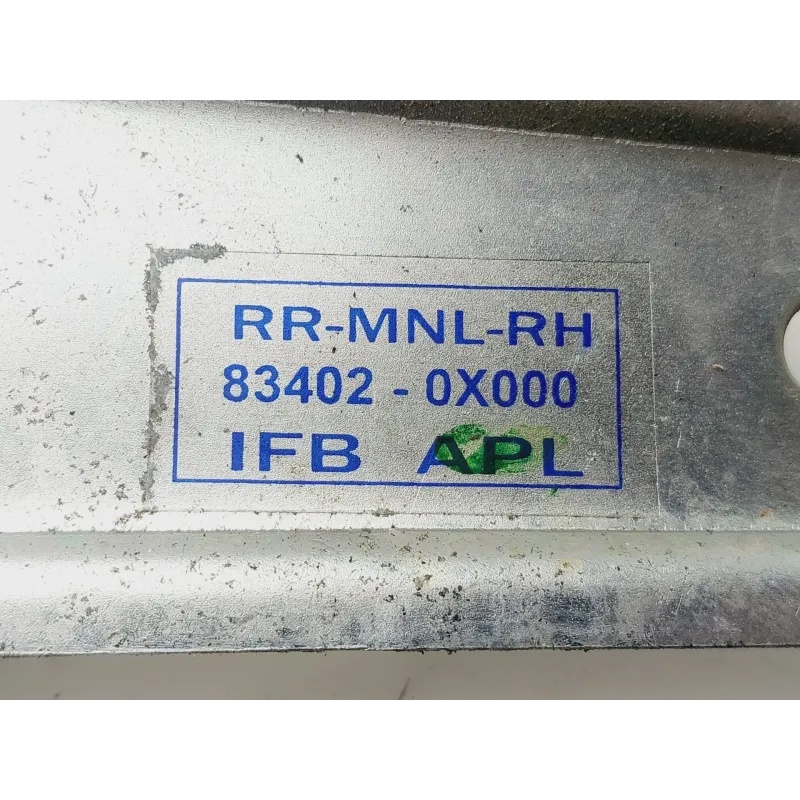 RR-MNL-RH
83402 - 0X000
IFB APL